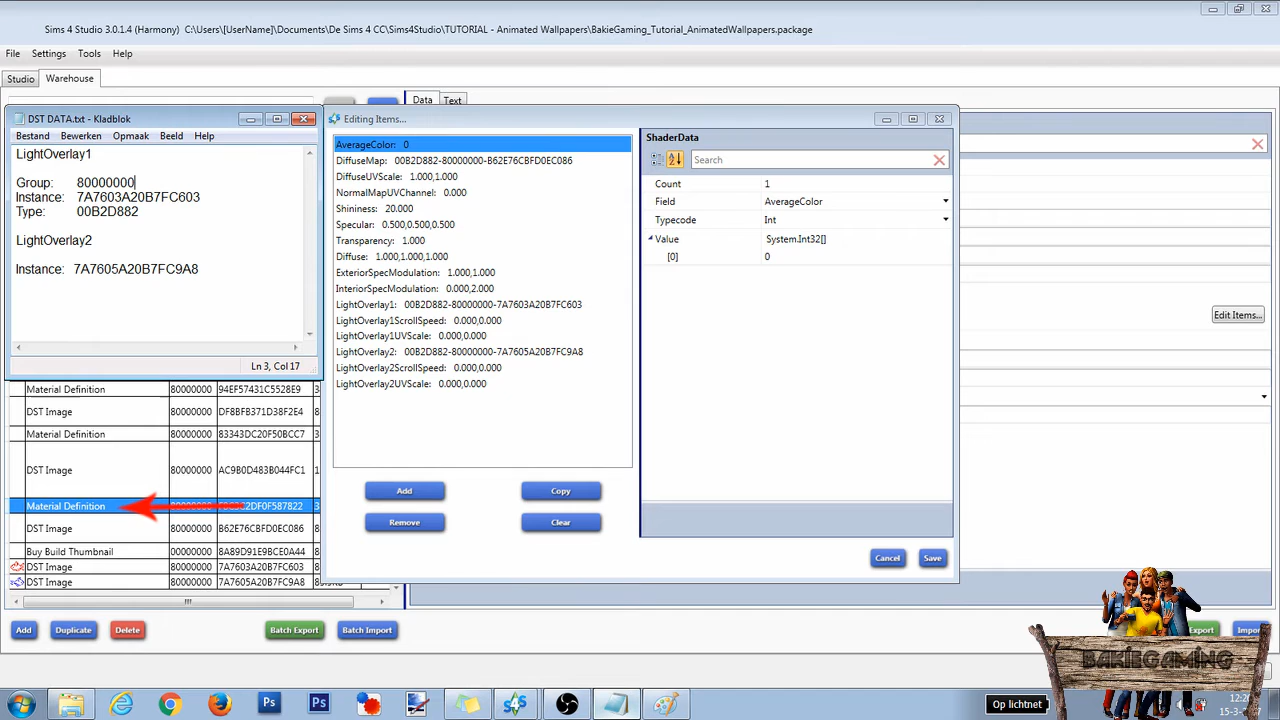 Sims 4 Studio 3.0.1.4 (Harmony) C:\Users\[UserName]\Documents\De Sims 4 CC\Sims4Studio\TUTORIAL - Animated Wallpapers\BakieGaming_Tutorial_AnimatedWallpapers.package
File Settings Tools Help
Studio Warehouse
Data Text
DST DATA.txt - Kladblok
Bestand Bewerken Opmaak Beeld Help
LightOverlay1
Group: 80000000
Instance: 7A7603A20B7FC603
Type: 00B2D882
LightOverlay2
Instance: 7A7605A20B7FC9A8
Ln 3, Col 17
Editing Items...
AverageColor: 0
DiffuseMap: 00B2D882-80000000-B62E76CBFD0EC086
DiffuseUVScale: 1.000,1.000
NormalMapUVChannel: 0.000
Shininess: 20.000
Specular: 0.500,0.500,0.500
Transparency: 1.000
Diffuse: 1.000,1.000,1.000
ExteriorSpecModulation: 1.000,1.000
InteriorSpecModulation: 0.000,2.000
LightOverlay1: 00B2D882-80000000-7A7603A20B7FC603
LightOverlay1ScrollSpeed: 0.000,0.000
LightOverlay1UVScale: 0.000,0.000
LightOverlay2: 00B2D882-80000000-7A7605A20B7FC9A8
LightOverlay2ScrollSpeed: 0.000,0.000
LightOverlay2UVScale: 0.000,0.000
Add Copy
Remove Clear
ShaderData
Search
Count 1
Field AverageColor
Typecode Int
Value System.Int32[]
[0] 0
Cancel Save
Edit Items...
Material Definition 80000000 94EF57431C5528E9 3
DST Image 80000000 DF8BFB371D38F2E4 8
Material Definition 80000000 83343DC20F50BCC7 3
DST Image 80000000 AC9B0D483B044FC1 1
Material Definition
DST Image 80000000 B62E76CBFD0EC086 8
Buy Build Thumbnail 00000000 8A89D91E9BCE0A44 8
DST Image 80000000 7A7603A20B7FC603 8
DST Image 80000000 7A7605A20B7FC9A8
Add Duplicate Delete Batch Export Batch Import Export
BAKIEGAMING
Op lichtnet